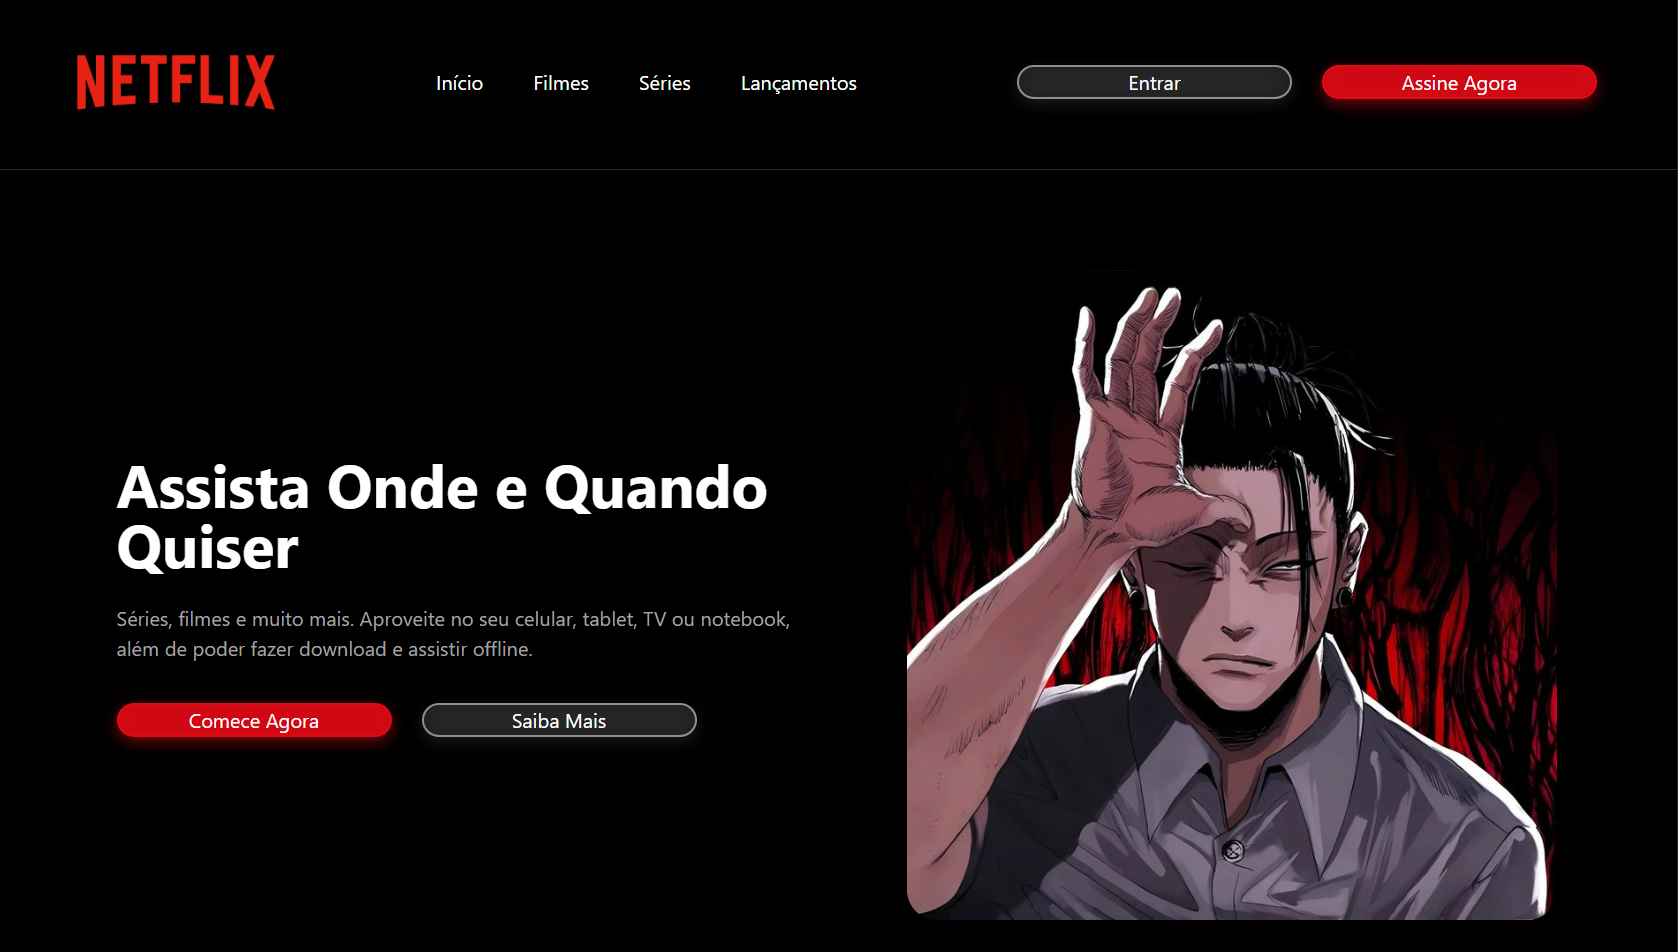 NETFLIX
Início
Filmes
Séries
Lançamentos
Entrar
Assine Agora
Assista Onde e Quando
Quiser
Séries, filmes e muito mais. Aproveite no seu celular, tablet, TV ou notebook,
além de poder fazer download e assistir offline.
Comece Agora
Saiba Mais